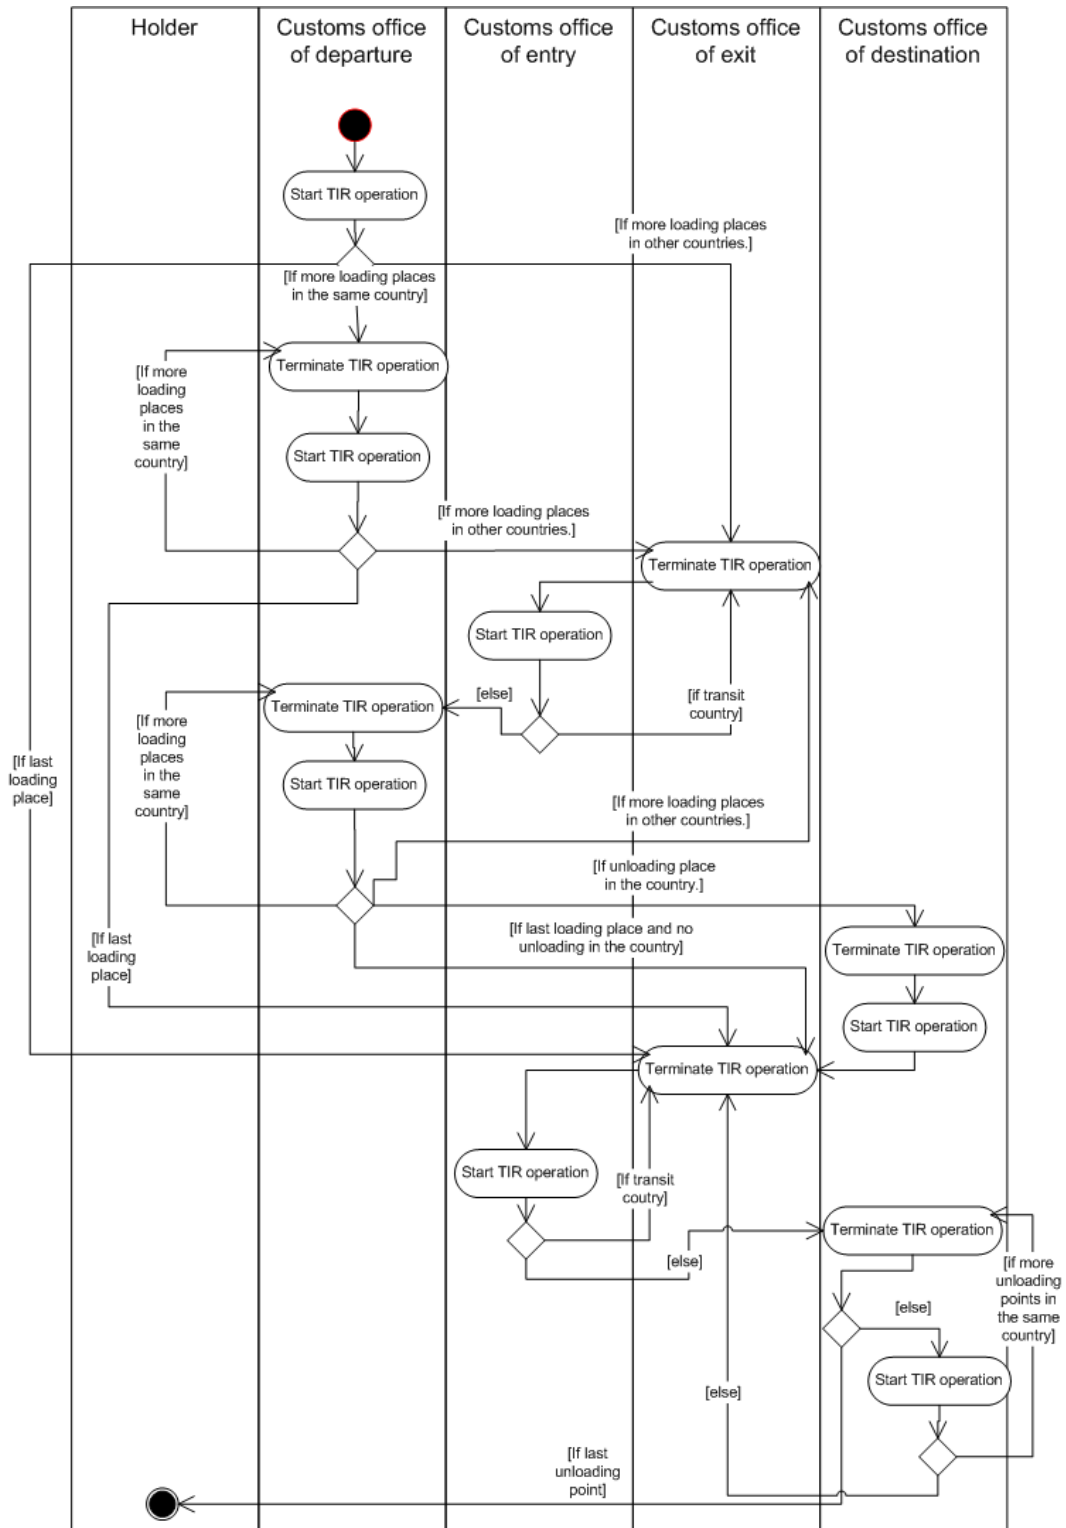 Holder
Customs office
of departure
Customs office
of entry
Customs office
of exit
Customs office
of destination
Start TIR operation
[If more loading places
in other countries.]
[If more loading places
in the same country]
Terminate TIR operation
[If more
loading
places
in the
same
country]
Start TIR operation
[If more loading places
in other countries.]
Terminate TIR operation
Start TIR operation
[else]
[if transit
country]
Terminate TIR operation
[If more
loading
places
in the
same
country]
[If last
loading
place]
Start TIR operation
[If more loading places
in other countries.]
[If unloading place
in the country.]
[If last loading place and no
unloading in the country]
[If last
loading
place]
Terminate TIR operation
Start TIR operation
Terminate TIR operation
Start TIR operation
[If transit
coutry]
Terminate TIR operation
[else]
[if more
unloading
points in
the same
country]
[else]
Start TIR operation
[else]
[If last
unloading
point]